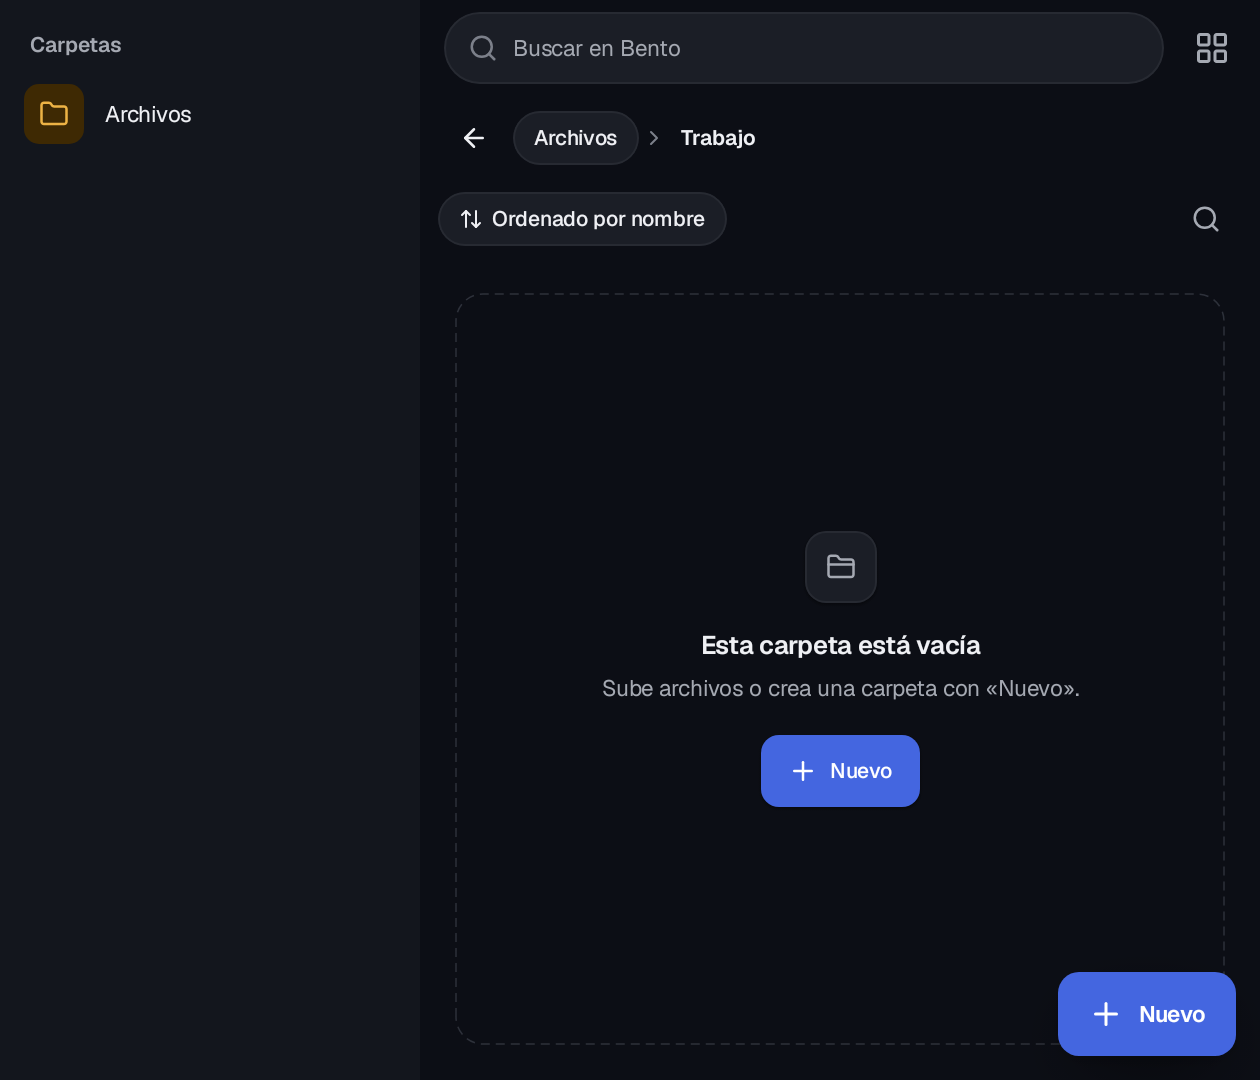 Carpetas
Archivos
Buscar en Bento
Archivos
Trabajo
Ordenado por nombre
Esta carpeta está vacía
Sube archivos o crea una carpeta con «Nuevo».
Nuevo
Nuevo